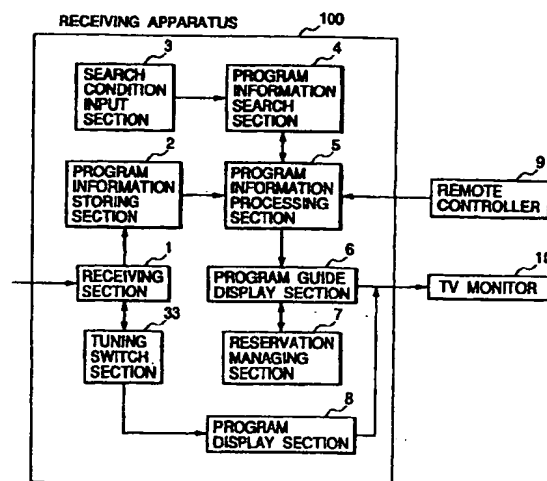 RECEIVING APPARATUS
100
3
SEARCH
CONDITION
INPUT
SECTION
4
PROGRAM
INFORMATION
SEARCH
SECTION
2
PROGRAM
INFORMATION
STORING
SECTION
5
PROGRAM
INFORMATION
PROCESSING
SECTION
9
REMOTE
CONTROLLER
1
RECEIVING
SECTION
6
PROGRAM GUIDE
DISPLAY SECTION
18
TV MONITOR
33
TUNING
SWITCH
SECTION
7
RESERVATION
MANAGING
SECTION
8
PROGRAM
DISPLAY SECTION